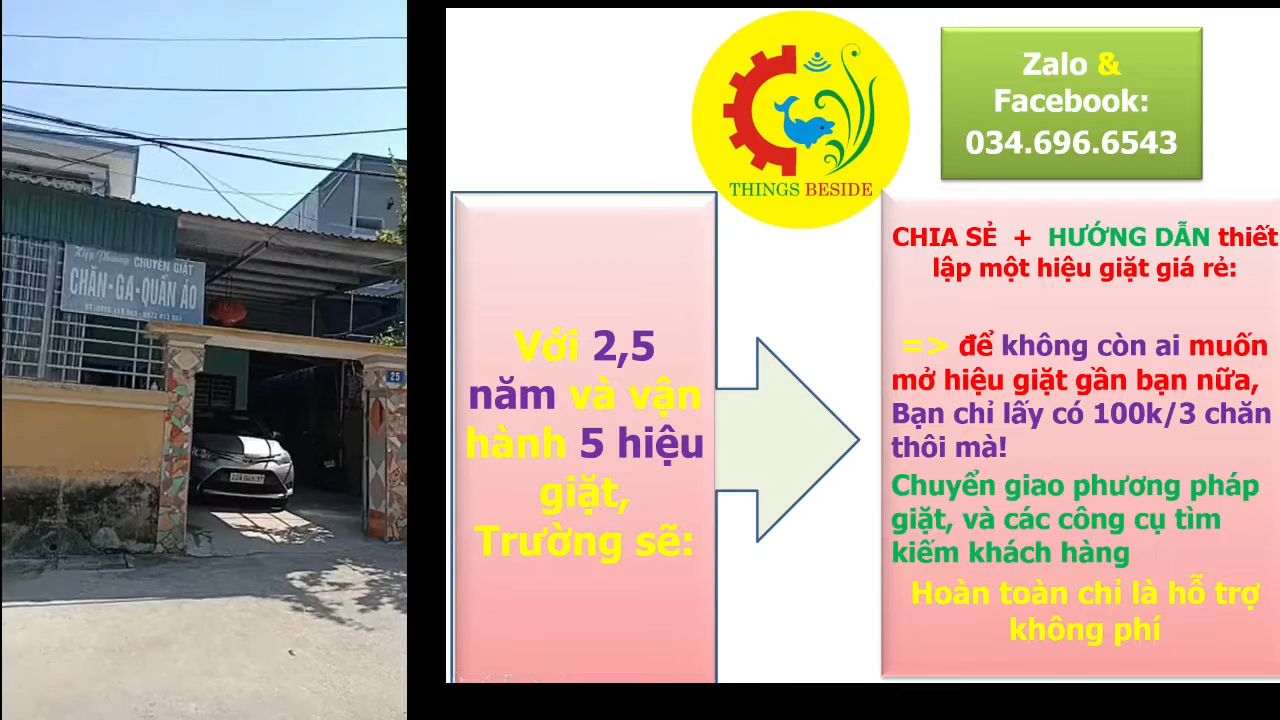 CHUYÊN GIẶT
CHĂN-GA-QUẦN ÁO
25
THINGS BESIDE
Zalo &
Facebook:
034.696.6543
Với 2,5
năm và vận
hành 5 hiệu
giặt,
Trường sẽ:
CHIA SẺ + HƯỚNG DẪN thiết
lập một hiệu giặt giá rẻ:
=> để không còn ai muốn
mở hiệu giặt gần bạn nữa,
Bạn chỉ lấy có 100k/3 chăn
thôi mà!
Chuyển giao phương pháp
giặt, và các công cụ tìm
kiếm khách hàng
Hoàn toàn chỉ là hỗ trợ
không phí